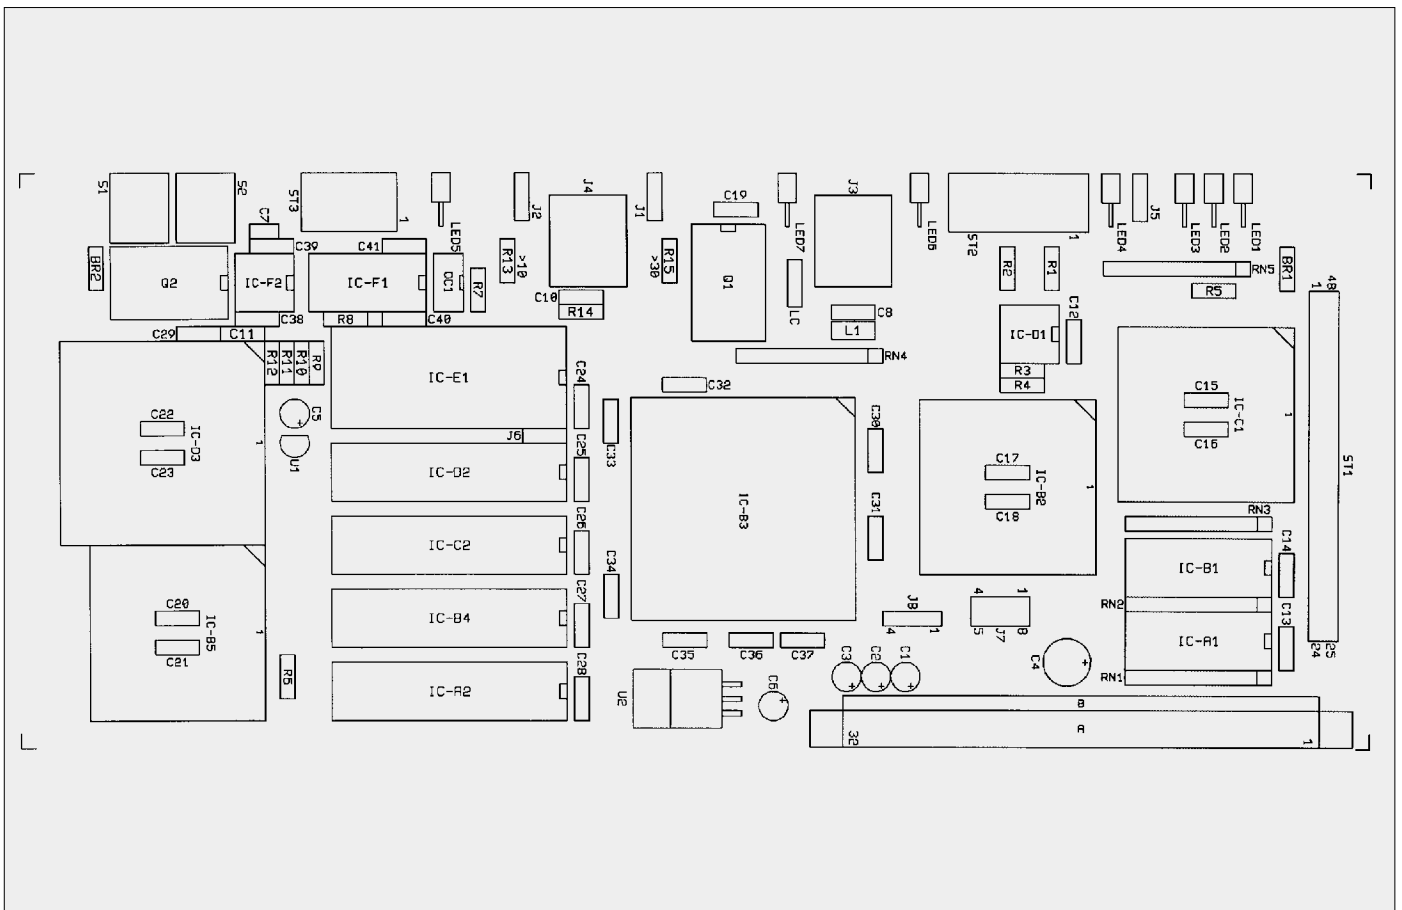 S1
S2
ST3
1
LED5
J2
J4
J1
C19
LED7
J3
LED6
ST2
1
LED4
J5
LED3
LED2
LED1
C7
C39
C41
BR2
Q2
IC-F2
IC-F1
OC1
R7
R13
>10
R15
>30
Q1
LC
R2
R1
RN5
BR1
R5
48
1
C10
R14
C8
L1
C38
R8
C40
C29
C11
IC-D1
C12
R3
R4
RN4
R12
R11
R10
R9
IC-E1
C24
C32
C5
U1
C22
IC-D3
1
C23
J6
C33
C25
C30
IC-D2
C15
IC-C1
1
C16
ST1
C17
IC-B2
1
C18
IC-B3
C31
RN3
IC-C2
C26
C34
IC-B1
C14
C20
IC-B5
1
C21
IC-B4
C27
J8
4
1
4
1
5
J7
8
RN2
C13
IC-A1
24
25
R6
IC-A2
C28
C35
C36
C37
C3
C2
C1
C4
RN1
U2
C6
B
A
32
1